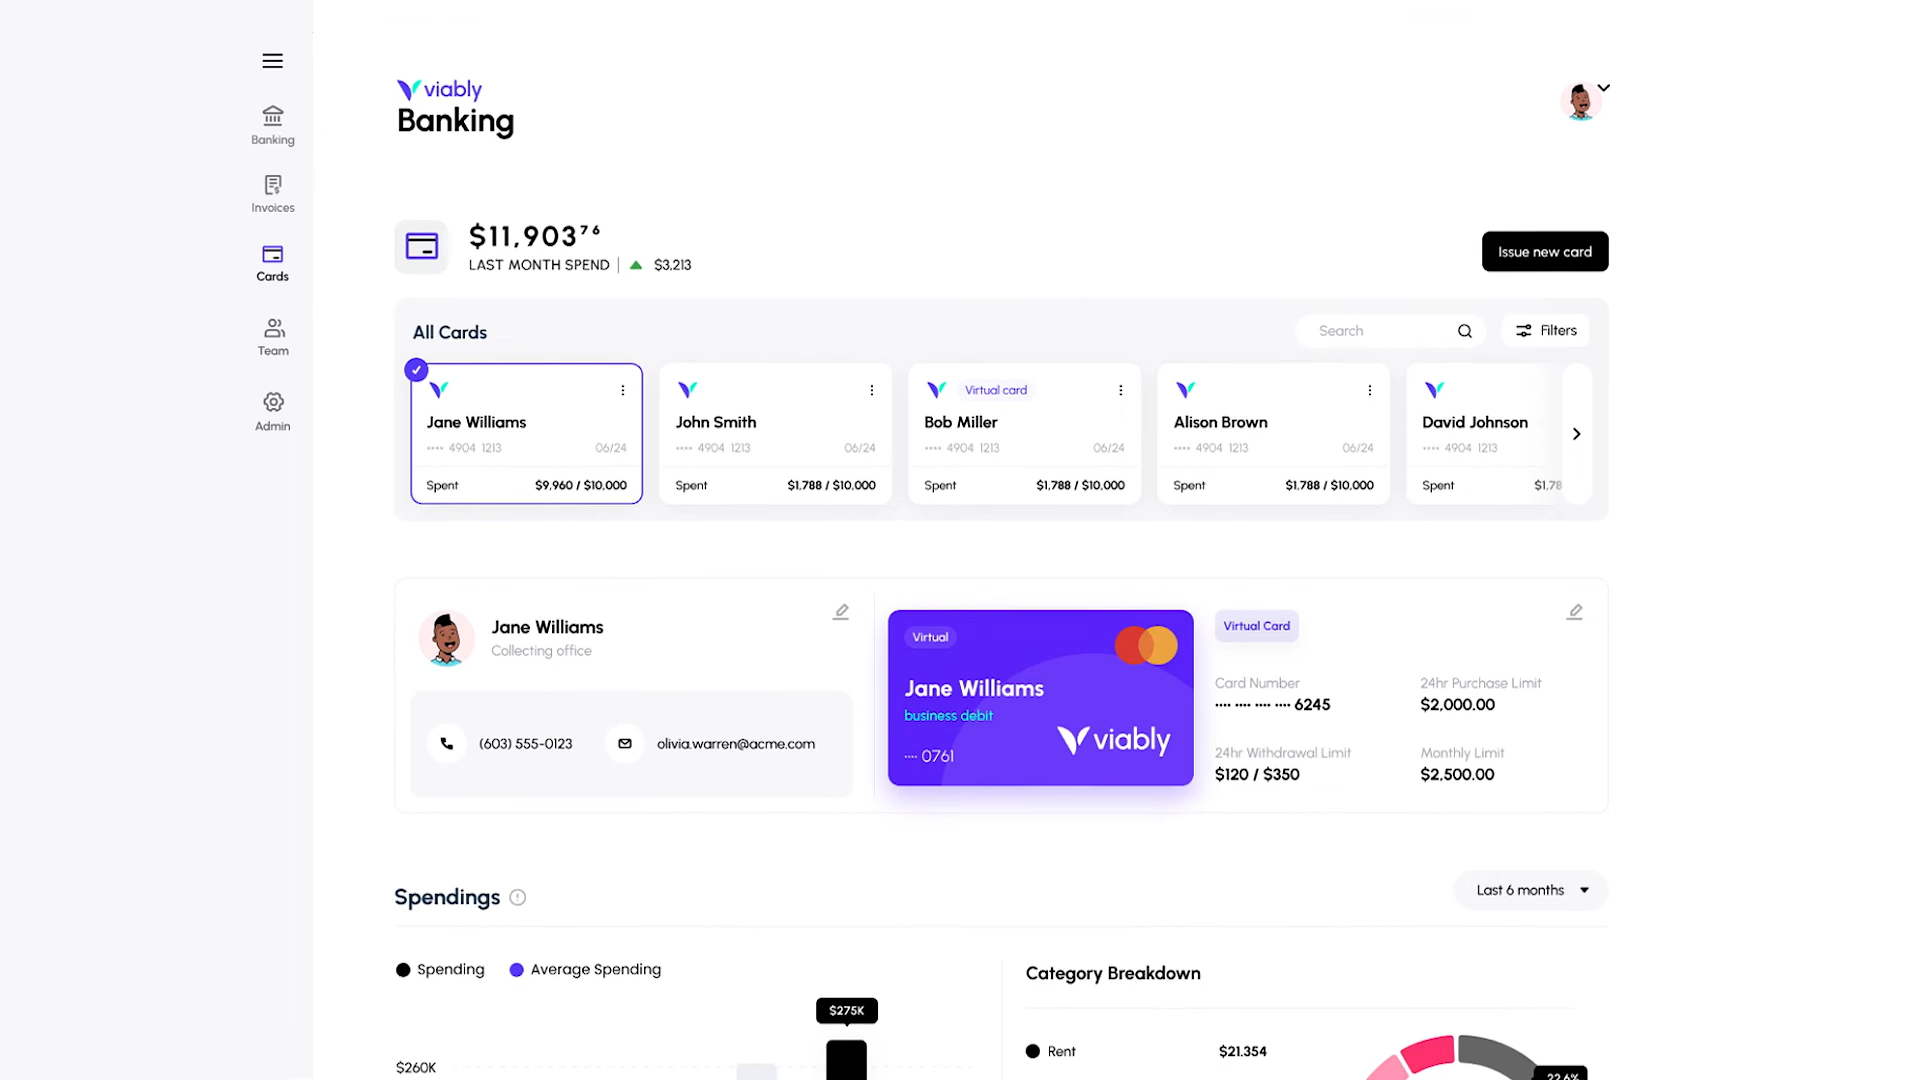 viably
Banking
Banking
Invoices
Cards
Team
Admin
$11,903⁷⁶
LAST MONTH SPEND | $3,213
Issue new card
All Cards
Search
Filters
Jane Williams
•••• 4904 1213 06/24
Spent $9,960 / $10,000
John Smith
•••• 4904 1213 06/24
Spent $1,788 / $10,000
Virtual card
Bob Miller
•••• 4904 1213 06/24
Spent $1,788 / $10,000
Alison Brown
•••• 4904 1213 06/24
Spent $1,788 / $10,000
David Johnson
•••• 4904 1213
Spent $1,78
Jane Williams
Collecting office
(603) 555-0123 olivia.warren@acme.com
Virtual
Jane Williams
business debit
viably
•••• 0761
Virtual Card
Card Number
•••• •••• •••• •••• 6245
24hr Purchase Limit
$2,000.00
24hr Withdrawal Limit
$120 / $350
Monthly Limit
$2,500.00
Spendings
Last 6 months
Spending Average Spending
$275K
$260K
Category Breakdown
Rent $21.354
22.6%